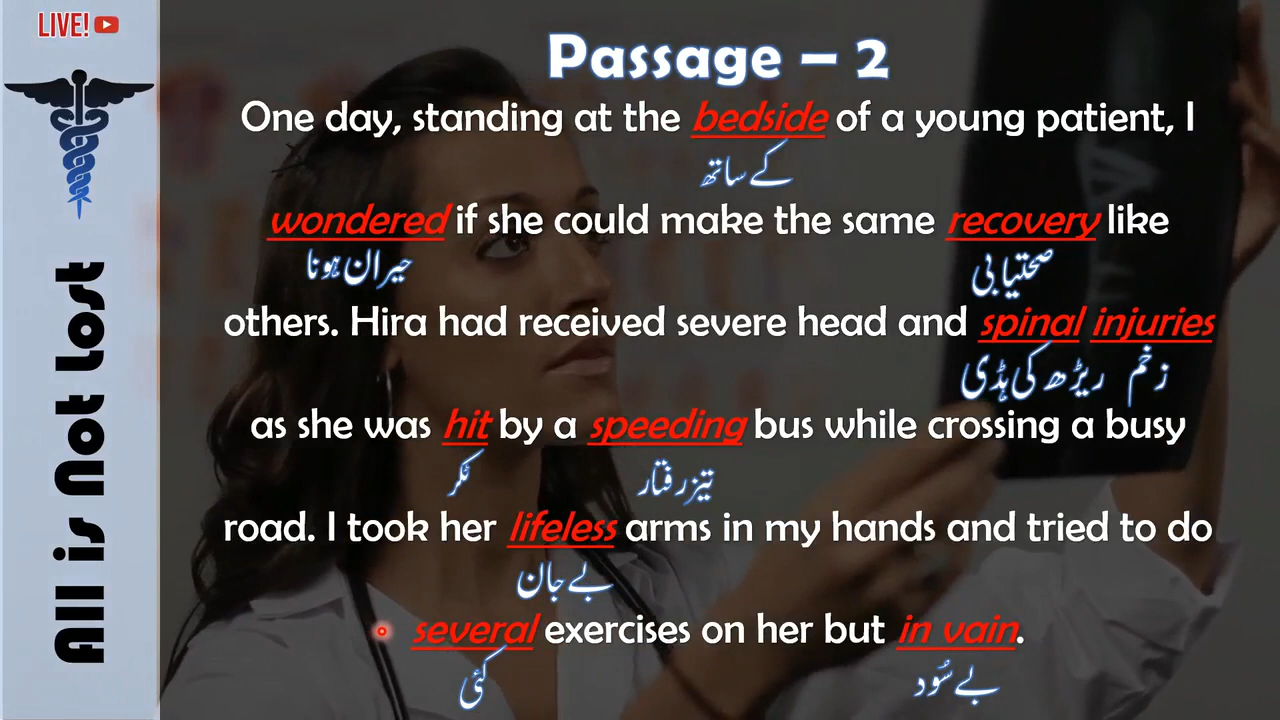 LIVE!
All is Not Lost
Passage – 2
One day, standing at the bedside of a young patient, I
کے ساتھ
wondered if she could make the same recovery like
حیران ہونا صحتیابی
others. Hira had received severe head and spinal injuries
زخم ریڑھ کی ہڈی
as she was hit by a speeding bus while crossing a busy
ٹکر تیز رفتار
road. I took her lifeless arms in my hands and tried to do
بے جان
several exercises on her but in vain.
کئی بے سُود